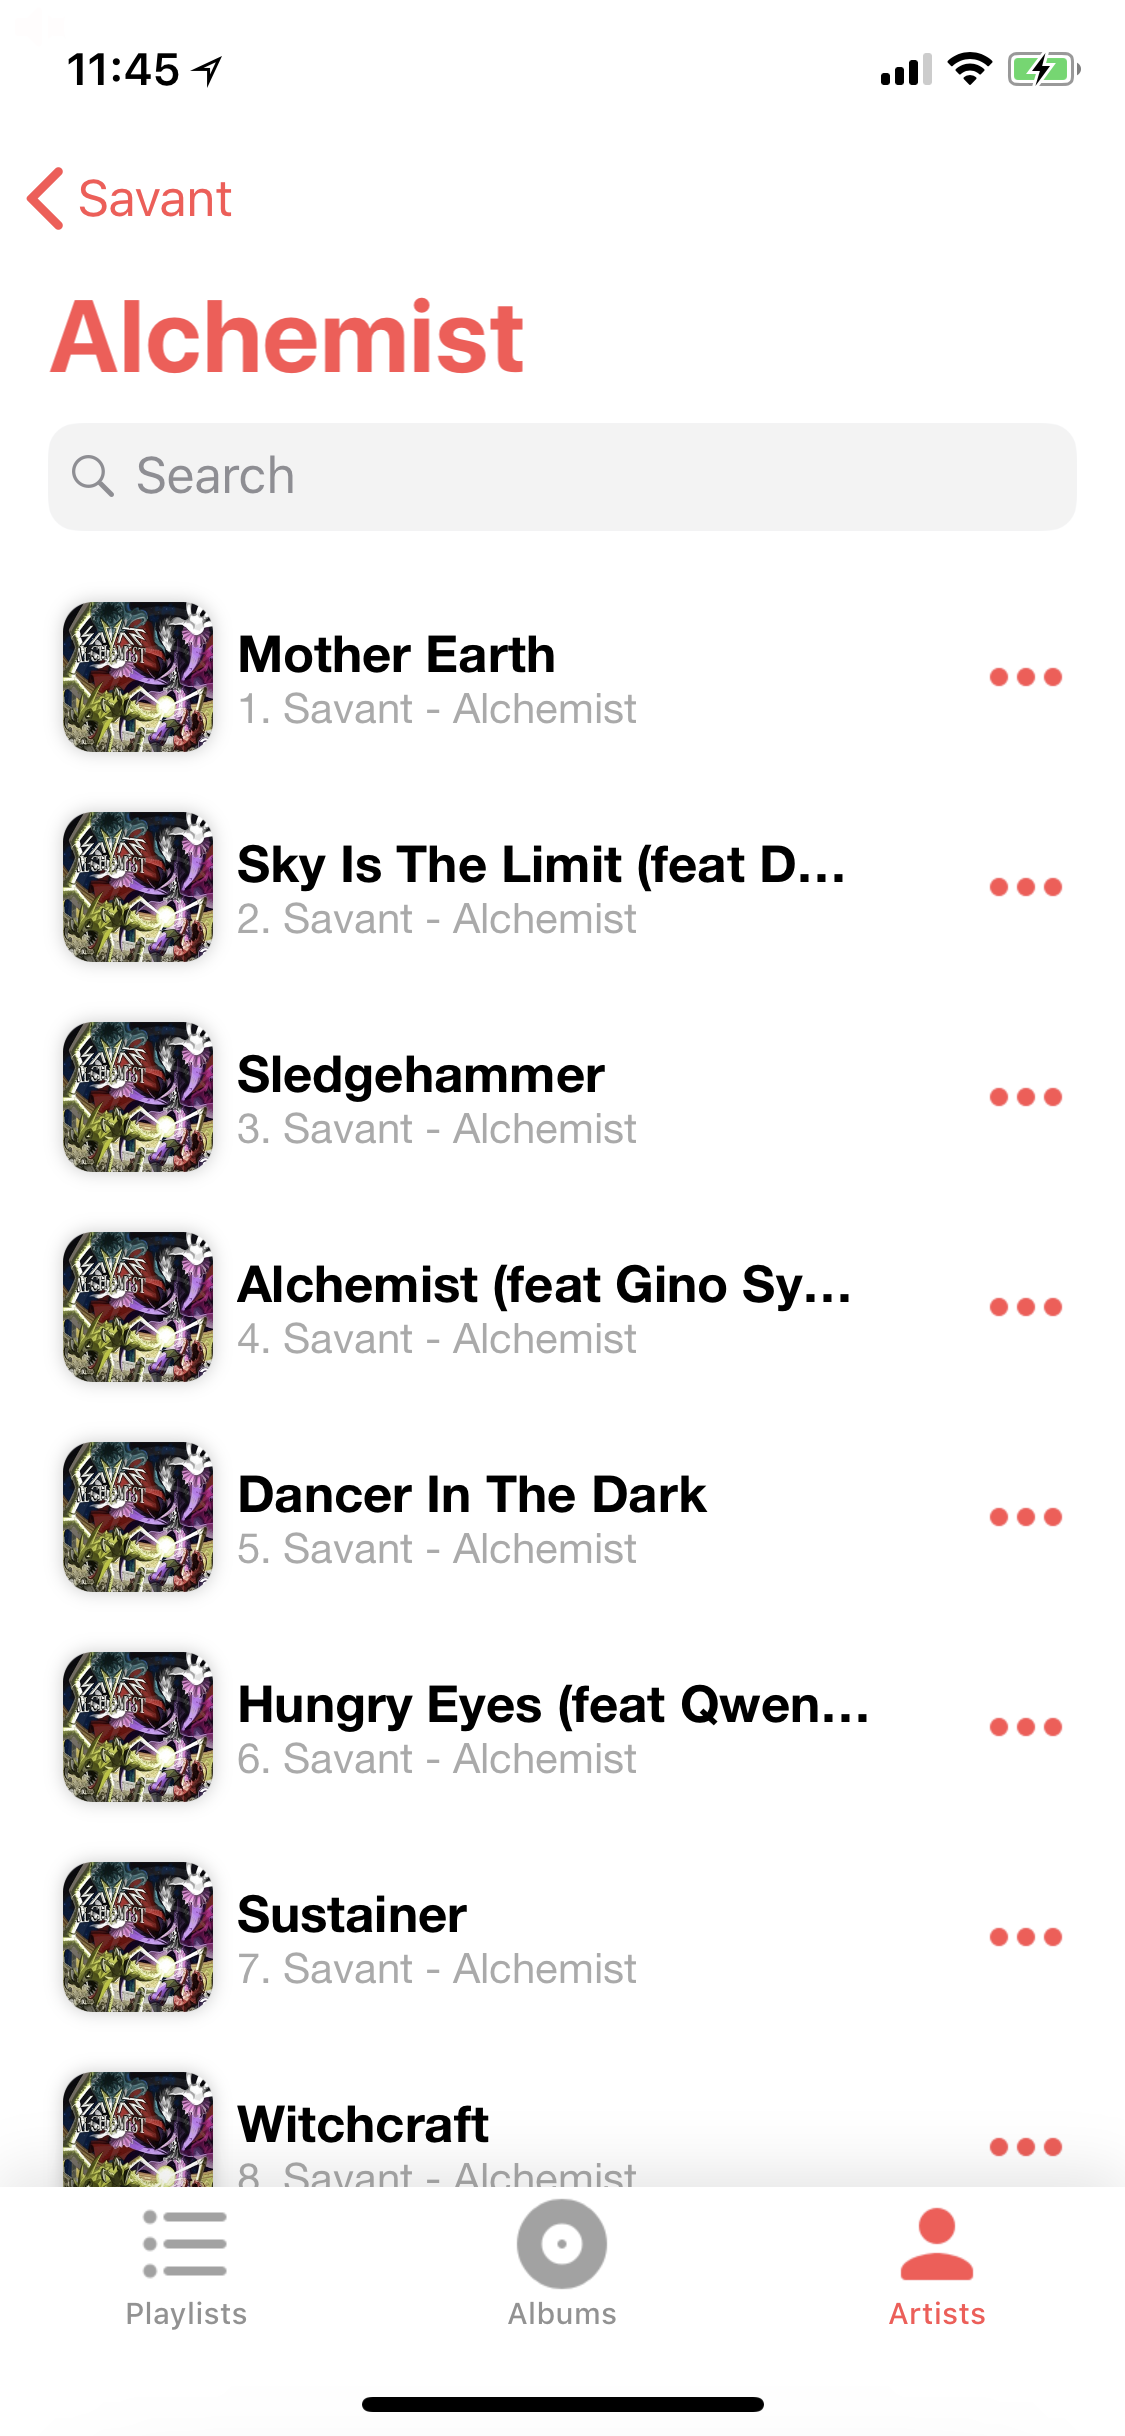 11:45
Savant
Alchemist
Search
Mother Earth
1. Savant - Alchemist
Sky Is The Limit (feat D...
2. Savant - Alchemist
Sledgehammer
3. Savant - Alchemist
Alchemist (feat Gino Sy...
4. Savant - Alchemist
Dancer In The Dark
5. Savant - Alchemist
Hungry Eyes (feat Qwen...
6. Savant - Alchemist
Sustainer
7. Savant - Alchemist
Witchcraft
8. Savant - Alchemist
Playlists
Albums
Artists